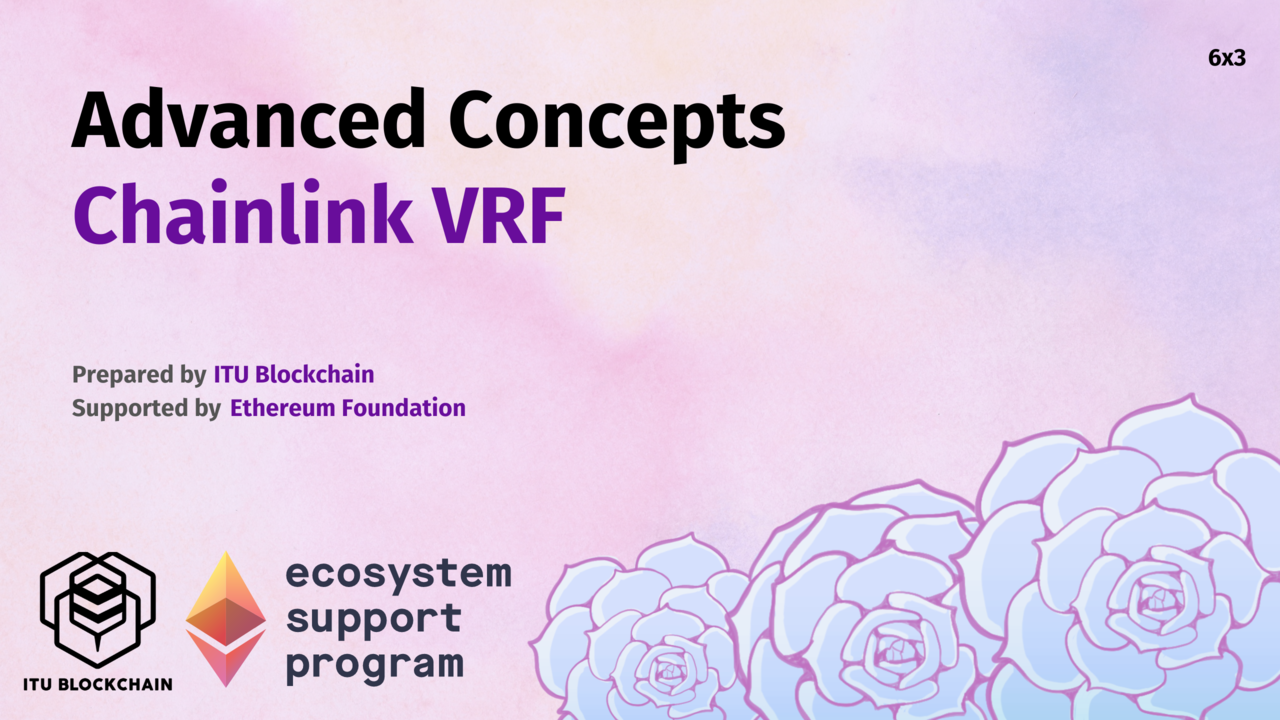 6x3
Advanced Concepts
Chainlink VRF
Prepared by ITU Blockchain
Supported by Ethereum Foundation
ITU BLOCKCHAIN
ecosystem
support
program